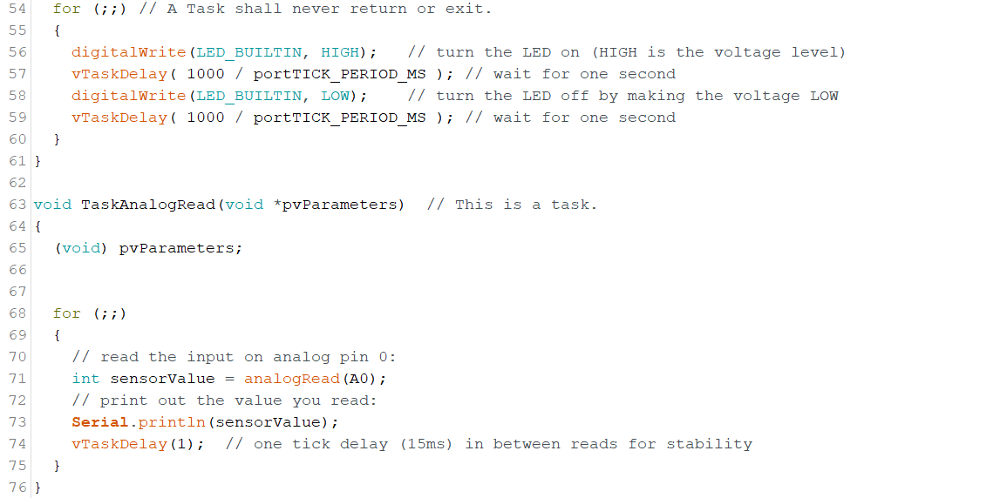 54   for (;;) // A Task shall never return or exit.
55   {
56     digitalWrite(LED_BUILTIN, HIGH);   // turn the LED on (HIGH is the voltage level)
57     vTaskDelay( 1000 / portTICK_PERIOD_MS ); // wait for one second
58     digitalWrite(LED_BUILTIN, LOW);    // turn the LED off by making the voltage LOW
59     vTaskDelay( 1000 / portTICK_PERIOD_MS ); // wait for one second
60   }
61 }
62
63 void TaskAnalogRead(void *pvParameters)  // This is a task.
64 {
65   (void) pvParameters;
66
67
68   for (;;)
69   {
70     // read the input on analog pin 0:
71     int sensorValue = analogRead(A0);
72     // print out the value you read:
73     Serial.println(sensorValue);
74     vTaskDelay(1);  // one tick delay (15ms) in between reads for stability
75   }
76 }